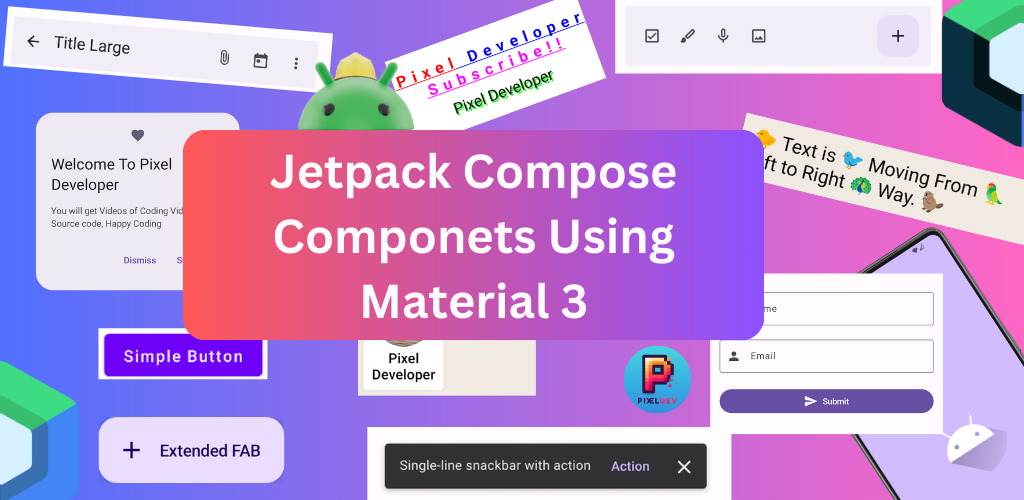 Title Large
Pixel Developer
Subscribe!!
Pixel Developer
Welcome To Pixel
Developer
You will get Videos of Coding Vid
Source code, Happy Coding
Dismiss
Jetpack Compose
Componets Using
Material 3
Text is 🐦 Moving From 🦜
ft to Right 🦚 Way. 🦫
me
Email
Submit
Simple Button
Pixel
Developer
PIXELDEV
Extended FAB
Single-line snackbar with action Action